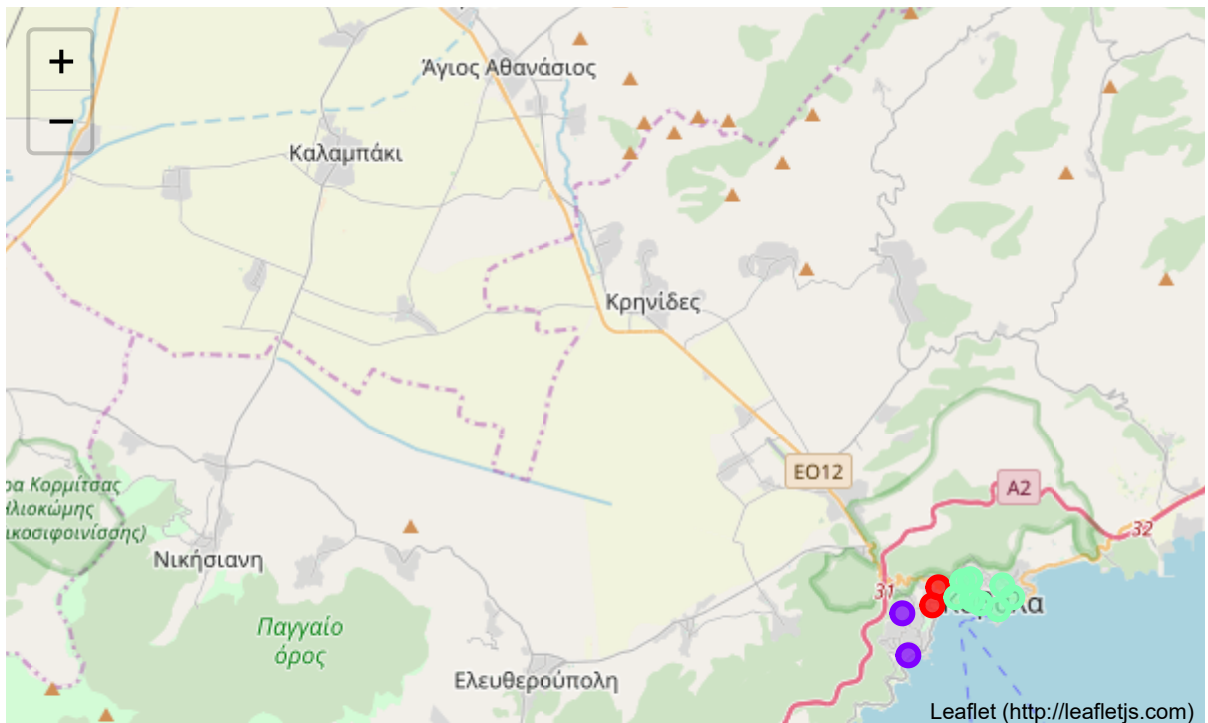 +
Άγιος Αθανάσιος
−
Καλαμπάκι
Κρηνίδες
ΕΟ12
A2
ρα Κορμίτσας
Ηλιοκώμης
ικοσιφοινίσσης)
32
Νικήσιανη
31
Παγγαίο
όρος
Ελευθερούπολη
Leaflet (http://leafletjs.com)